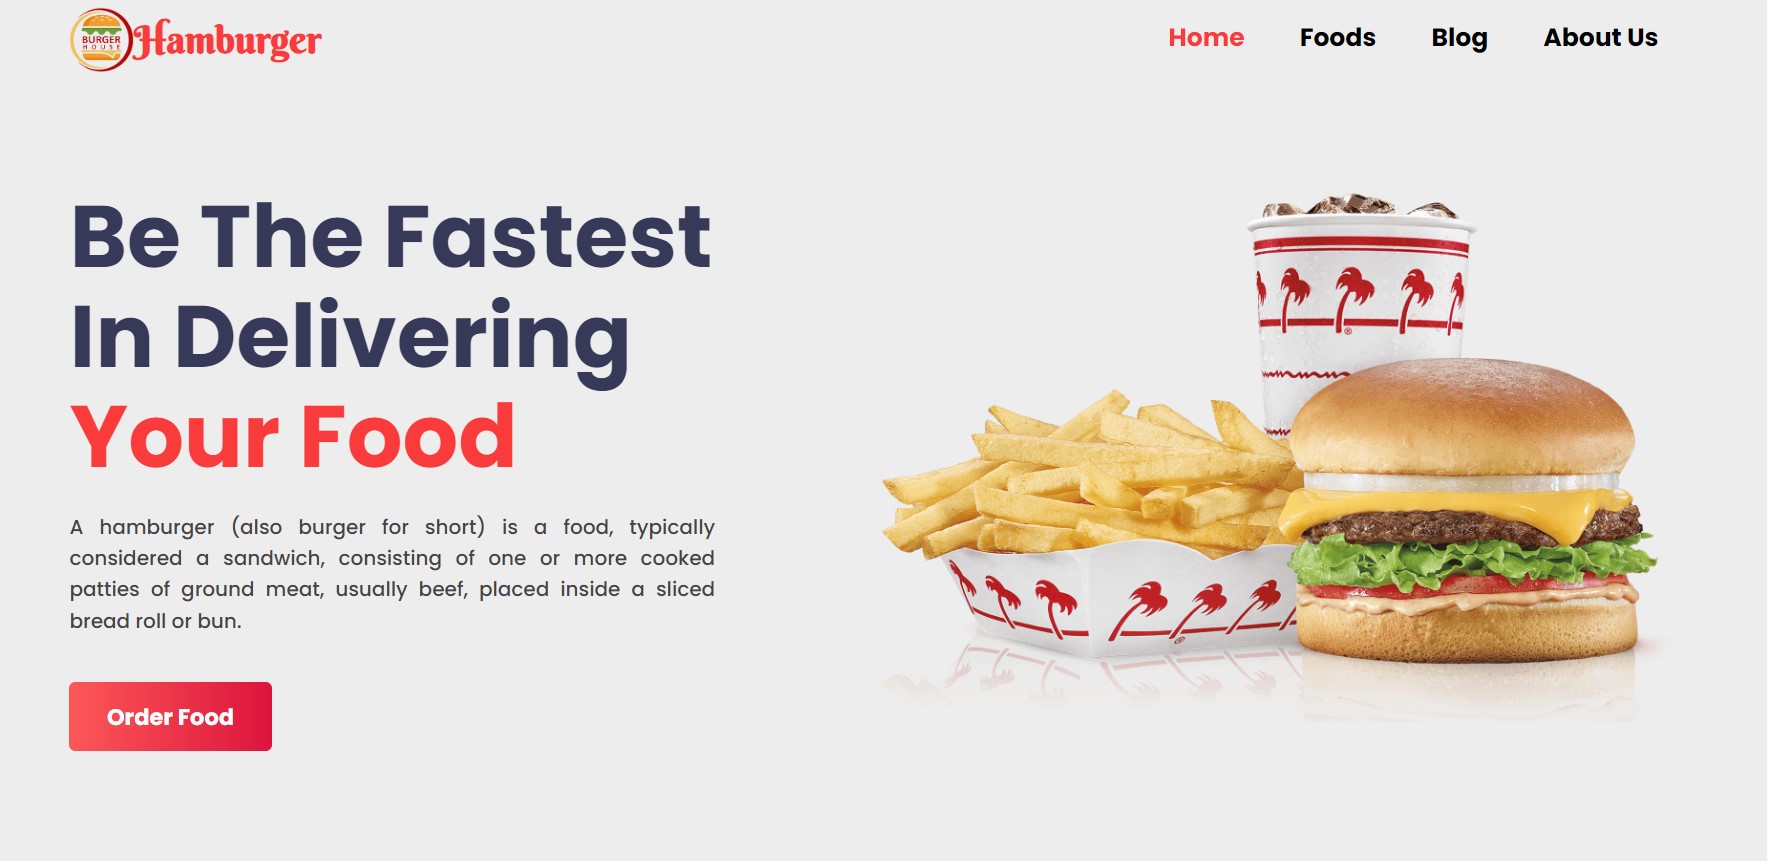 BURGER
HOUSE
Hamburger
Home Foods Blog About Us
Be The Fastest
In Delivering
Your Food
A hamburger (also burger for short) is a food, typically
considered a sandwich, consisting of one or more cooked
patties of ground meat, usually beef, placed inside a sliced
bread roll or bun.
Order Food